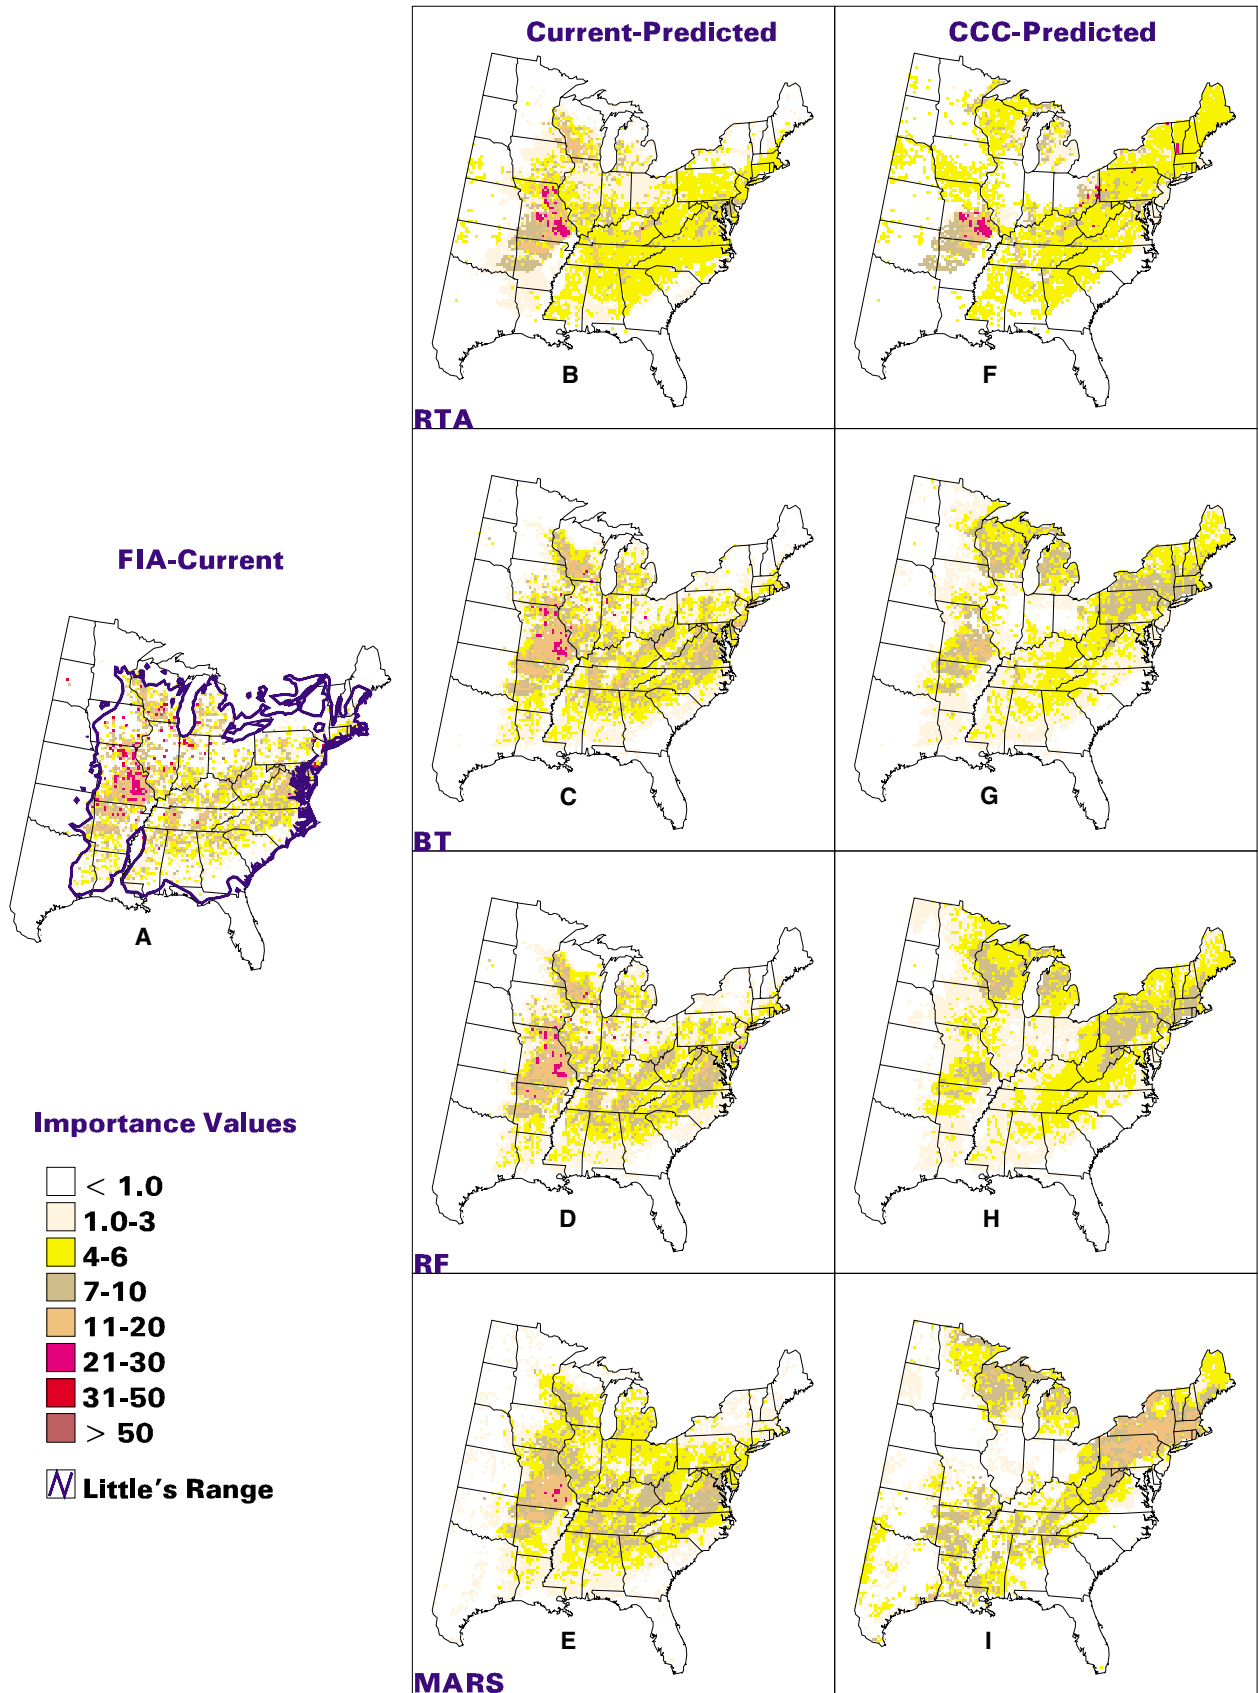 Current-Predicted
CCC-Predicted
B
F
RTA
FIA-Current
A
C
G
BT
D
H
RF
Importance Values
< 1.0
1.0-3
4-6
7-10
11-20
21-30
31-50
> 50
Little's Range
E
I
MARS